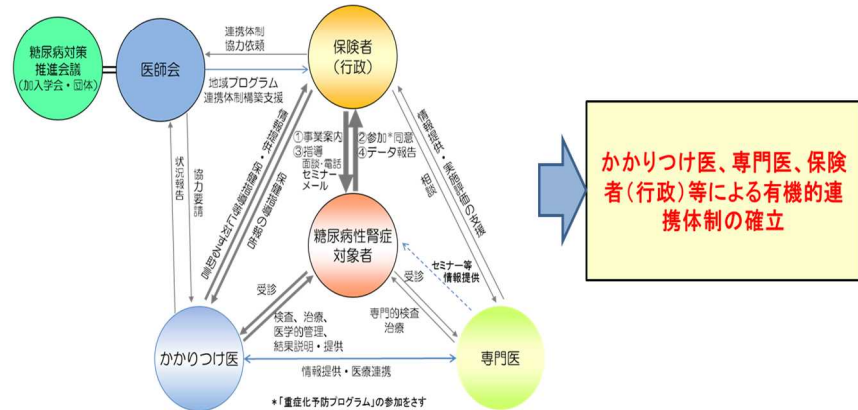 糖尿病対策
推進会議
(加入学会・団体)
医師会
連携体制
協力依頼
地域プログラム
連携体制構築支援
保険者
(行政)
①事業案内
③指導
面談・電話
セミナー
メール
②参加*同意
④データ報告
情報提供・保健指導等に対する助言
保健指導の報告
情報提供・実施評価の支援
相談
状況報告
協力要請
糖尿病性腎症
対象者
セミナー等
情報提供
受診
検査、治療、
医学的管理、
結果説明・提供
受診
専門的検査
治療
かかりつけ医
専門医
情報提供・医療連携
*「重症化予防プログラム」の参加をさす
かかりつけ医、専門医、保険
者(行政)等による有機的連
携体制の確立